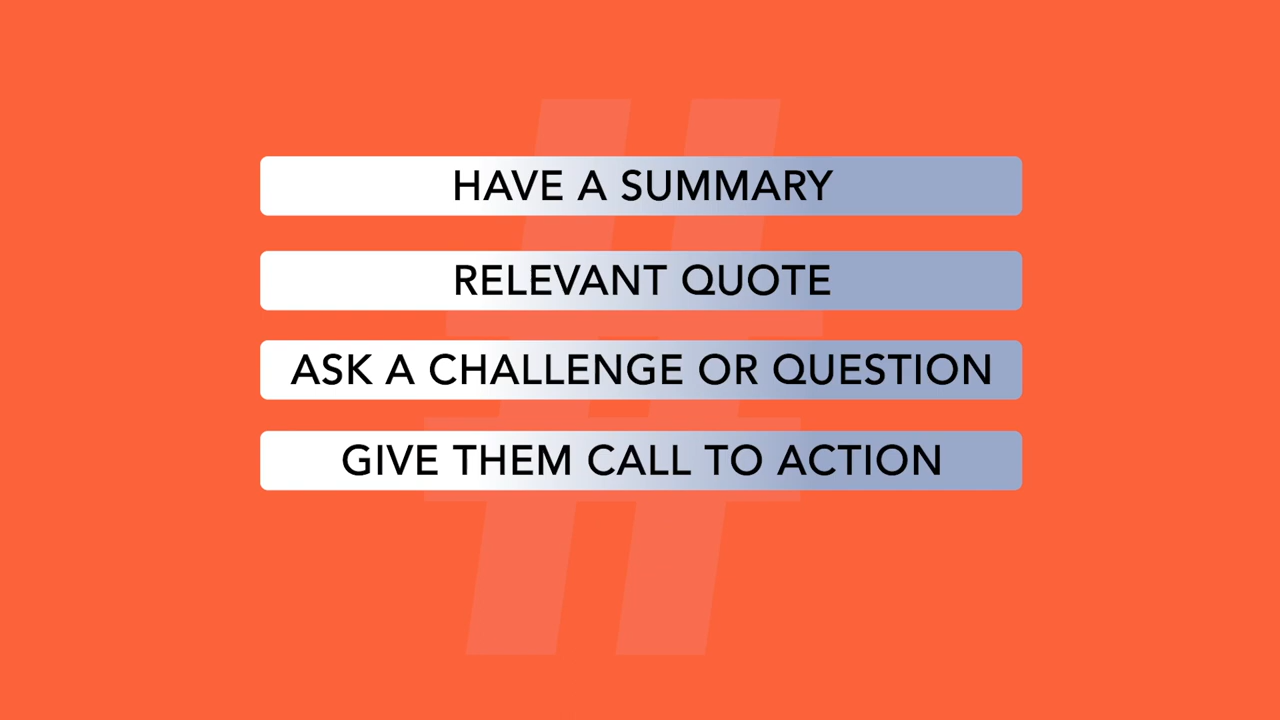 HAVE A SUMMARY
RELEVANT QUOTE
ASK A CHALLENGE OR QUESTION
GIVE THEM CALL TO ACTION